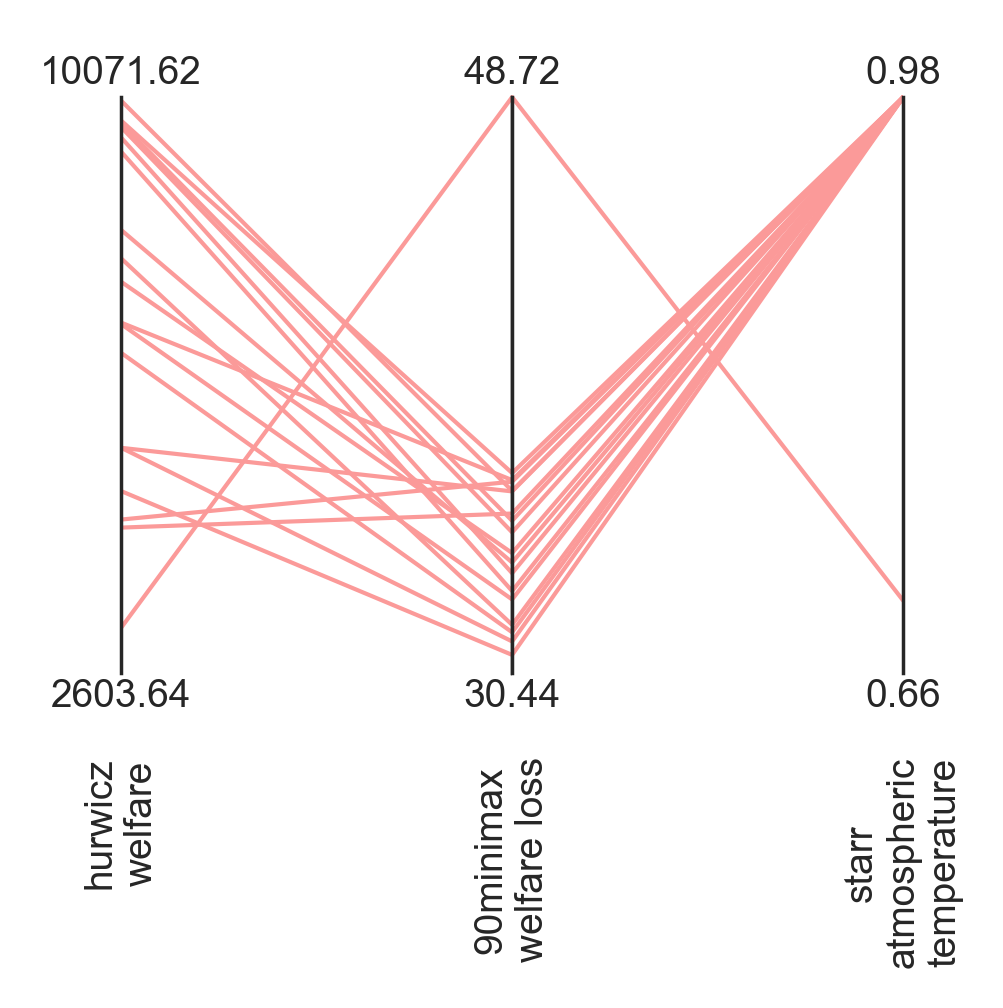 10071.62
48.72
0.98
2603.64
30.44
0.66
hurwicz
welfare
90minimax
welfare loss
starr
atmospheric
temperature